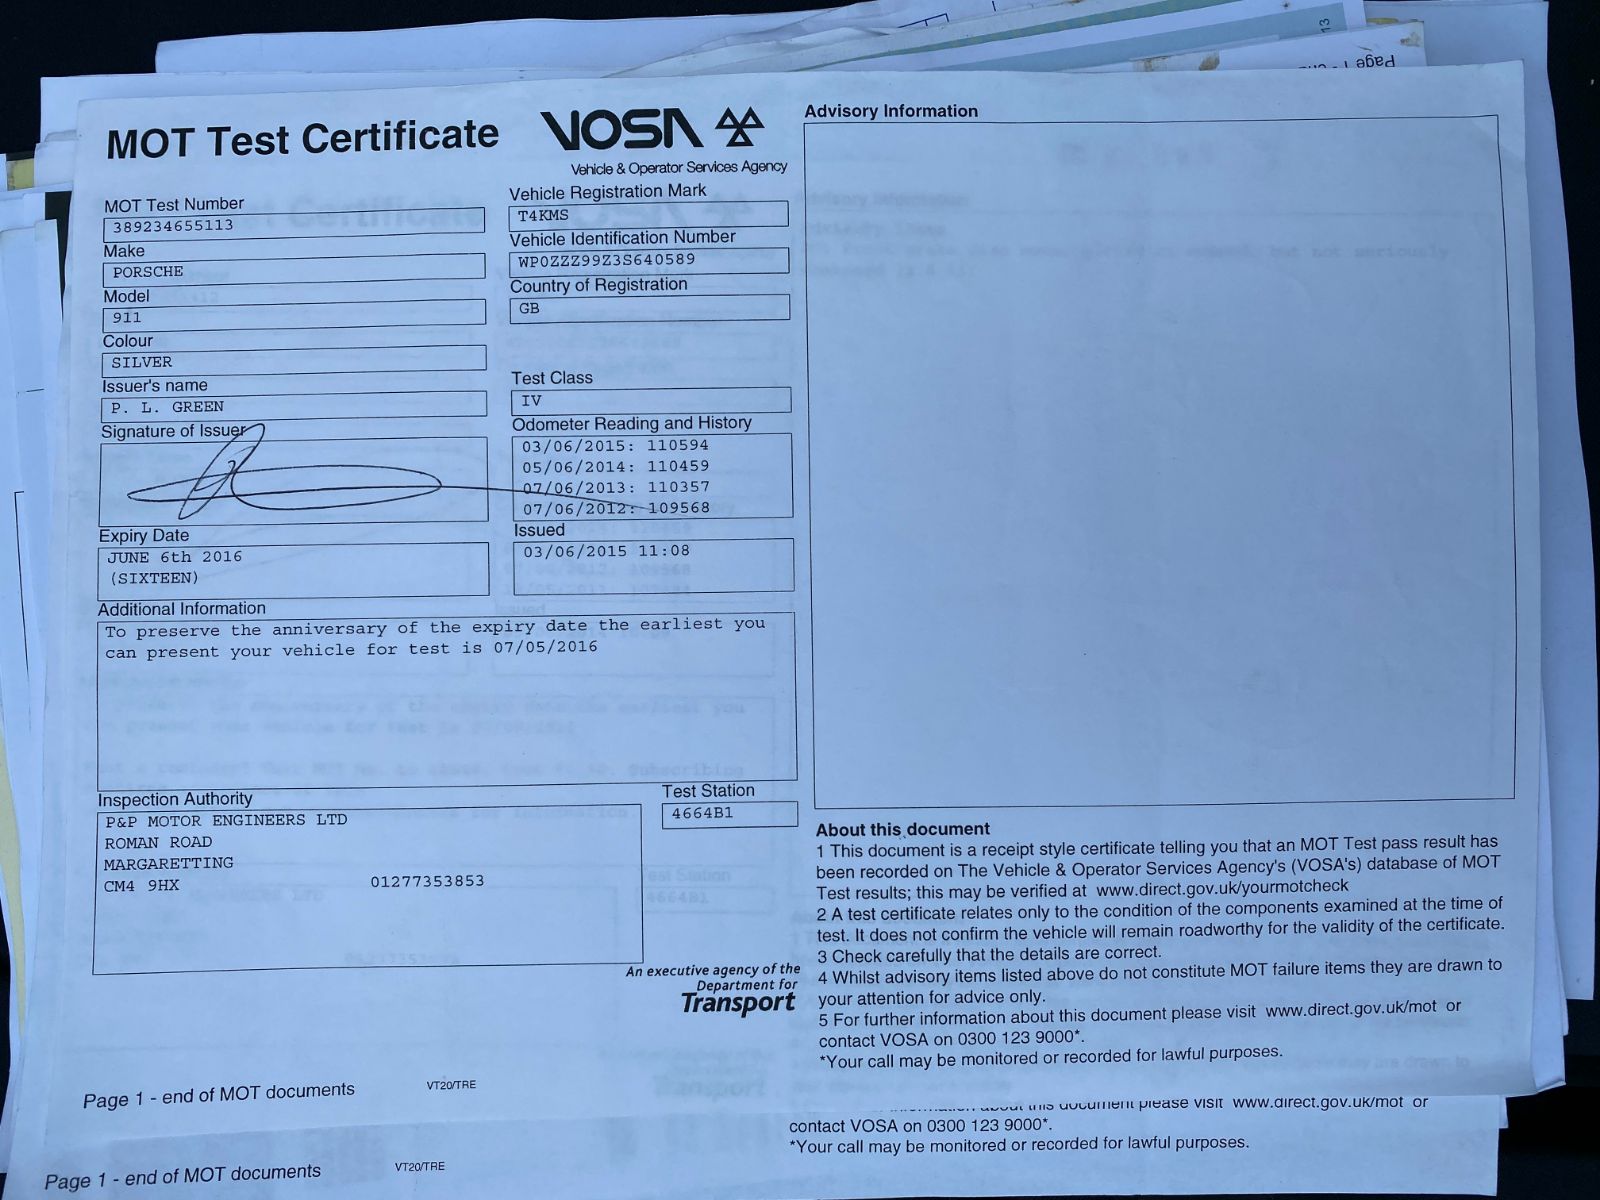 MOT Test Certificate
VOSA
Vehicle & Operator Services Agency
MOT Test Number
389234655113
Make
PORSCHE
Model
911
Colour
SILVER
Issuer's name
P. L. GREEN
Signature of Issuer
Expiry Date
JUNE 6th 2016
(SIXTEEN)
Vehicle Registration Mark
T4KMS
Vehicle Identification Number
WP0ZZZ99Z3S640589
Country of Registration
GB
Test Class
IV
Odometer Reading and History
03/06/2015: 110594
05/06/2014: 110459
07/06/2013: 110357
07/06/2012: 109568
Issued
03/06/2015 11:08
Additional Information
To preserve the anniversary of the expiry date the earliest you
can present your vehicle for test is 07/05/2016
Inspection Authority
P&P MOTOR ENGINEERS LTD
ROMAN ROAD
MARGARETTING
CM4 9HX 01277353853
Test Station
4664B1
An executive agency of the
Department for
Transport
Page 1 - end of MOT documents VT20/TRE
Advisory Information
About this document
1 This document is a receipt style certificate telling you that an MOT Test pass result has
been recorded on The Vehicle & Operator Services Agency's (VOSA's) database of MOT
Test results; this may be verified at www.direct.gov.uk/yourmotcheck
2 A test certificate relates only to the condition of the components examined at the time of
test. It does not confirm the vehicle will remain roadworthy for the validity of the certificate.
3 Check carefully that the details are correct.
4 Whilst advisory items listed above do not constitute MOT failure items they are drawn to
your attention for advice only.
5 For further information about this document please visit www.direct.gov.uk/mot or
contact VOSA on 0300 123 9000*.
*Your call may be monitored or recorded for lawful purposes.
about this document please visit www.direct.gov.uk/mot or
contact VOSA on 0300 123 9000*.
*Your call may be monitored or recorded for lawful purposes.
Page 1 - end of MOT documents VT20/TRE
Page 1
13